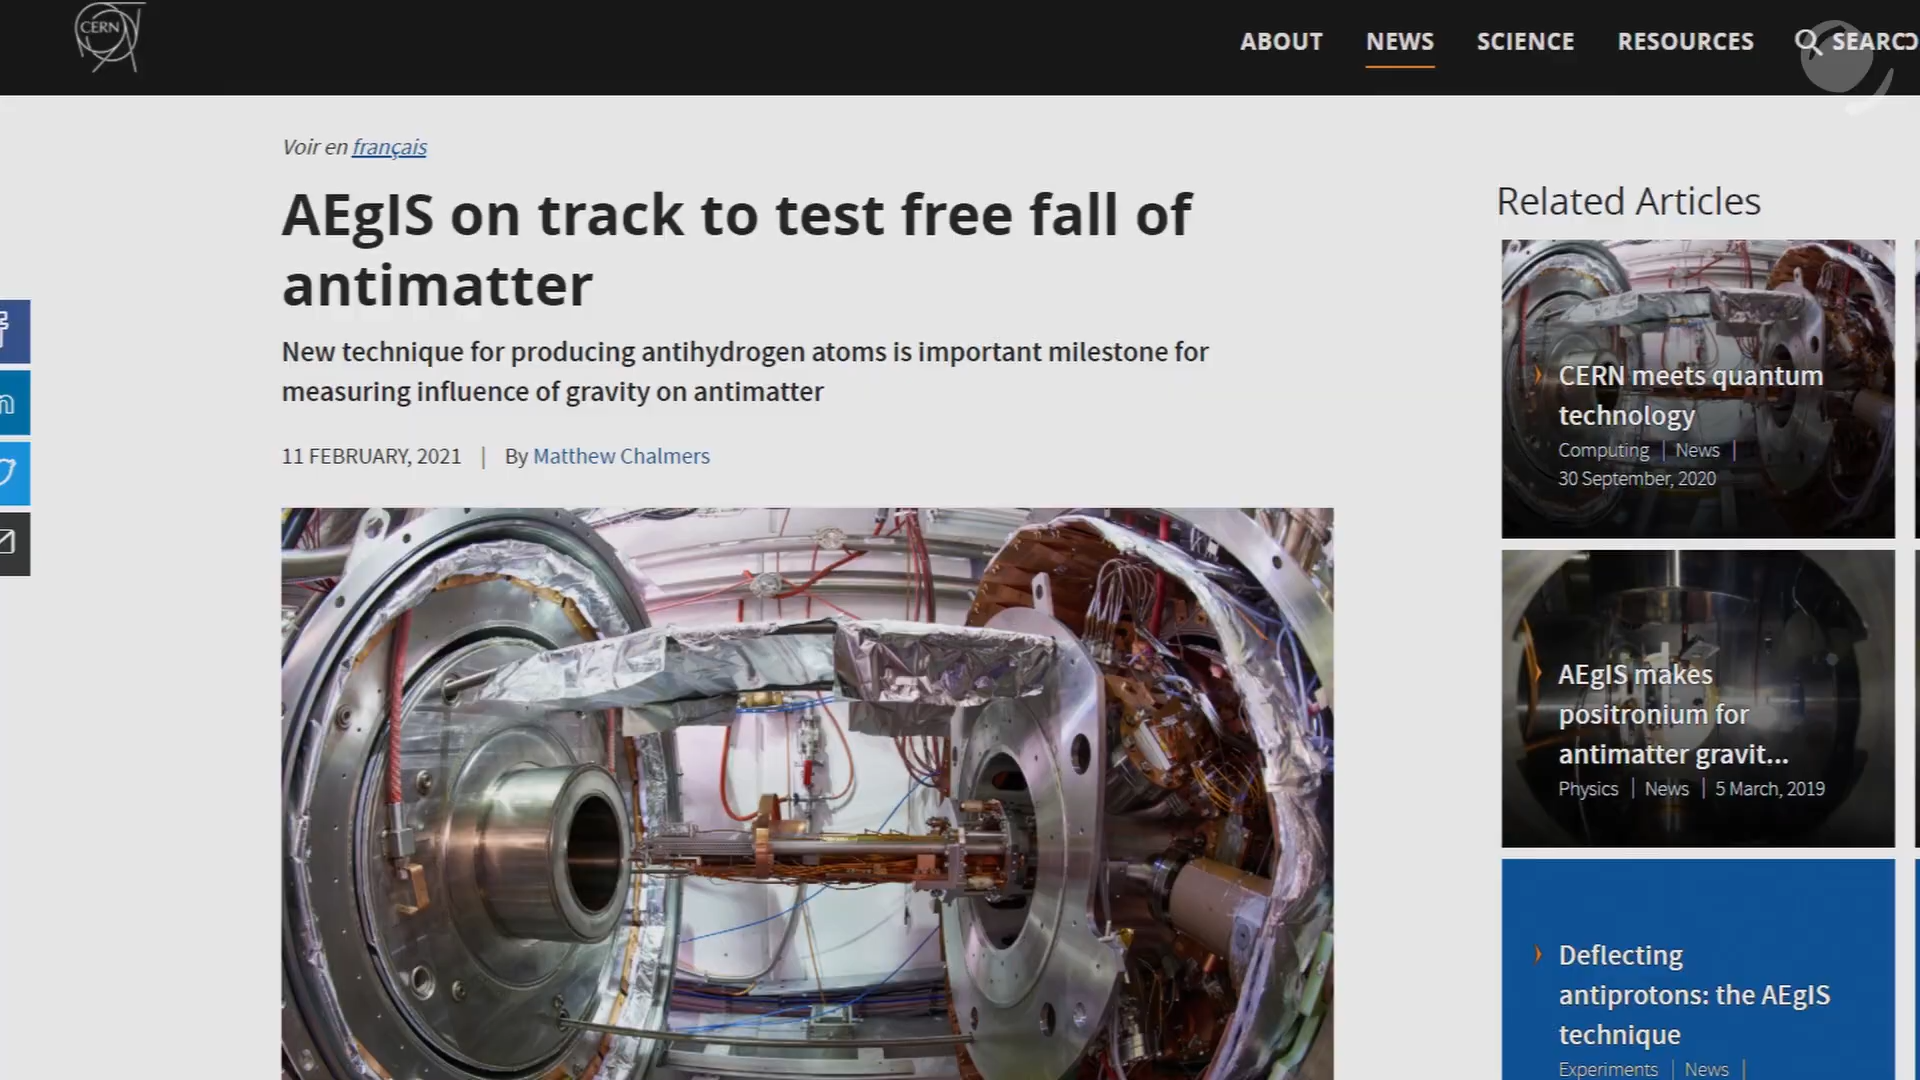 CERN
ABOUT
NEWS
SCIENCE
RESOURCES
Voir en français
AEgIS on track to test free fall of
antimatter
New technique for producing antihydrogen atoms is important milestone for
measuring influence of gravity on antimatter
11 FEBRUARY, 2021 | By Matthew Chalmers
Related Articles
CERN meets quantum
technology
Computing | News |
30 September, 2020
AEgIS makes
positronium for
antimatter gravit...
Physics | News | 5 March, 2019
Deflecting
antiprotons: the AEgIS
technique
Experiments | News |